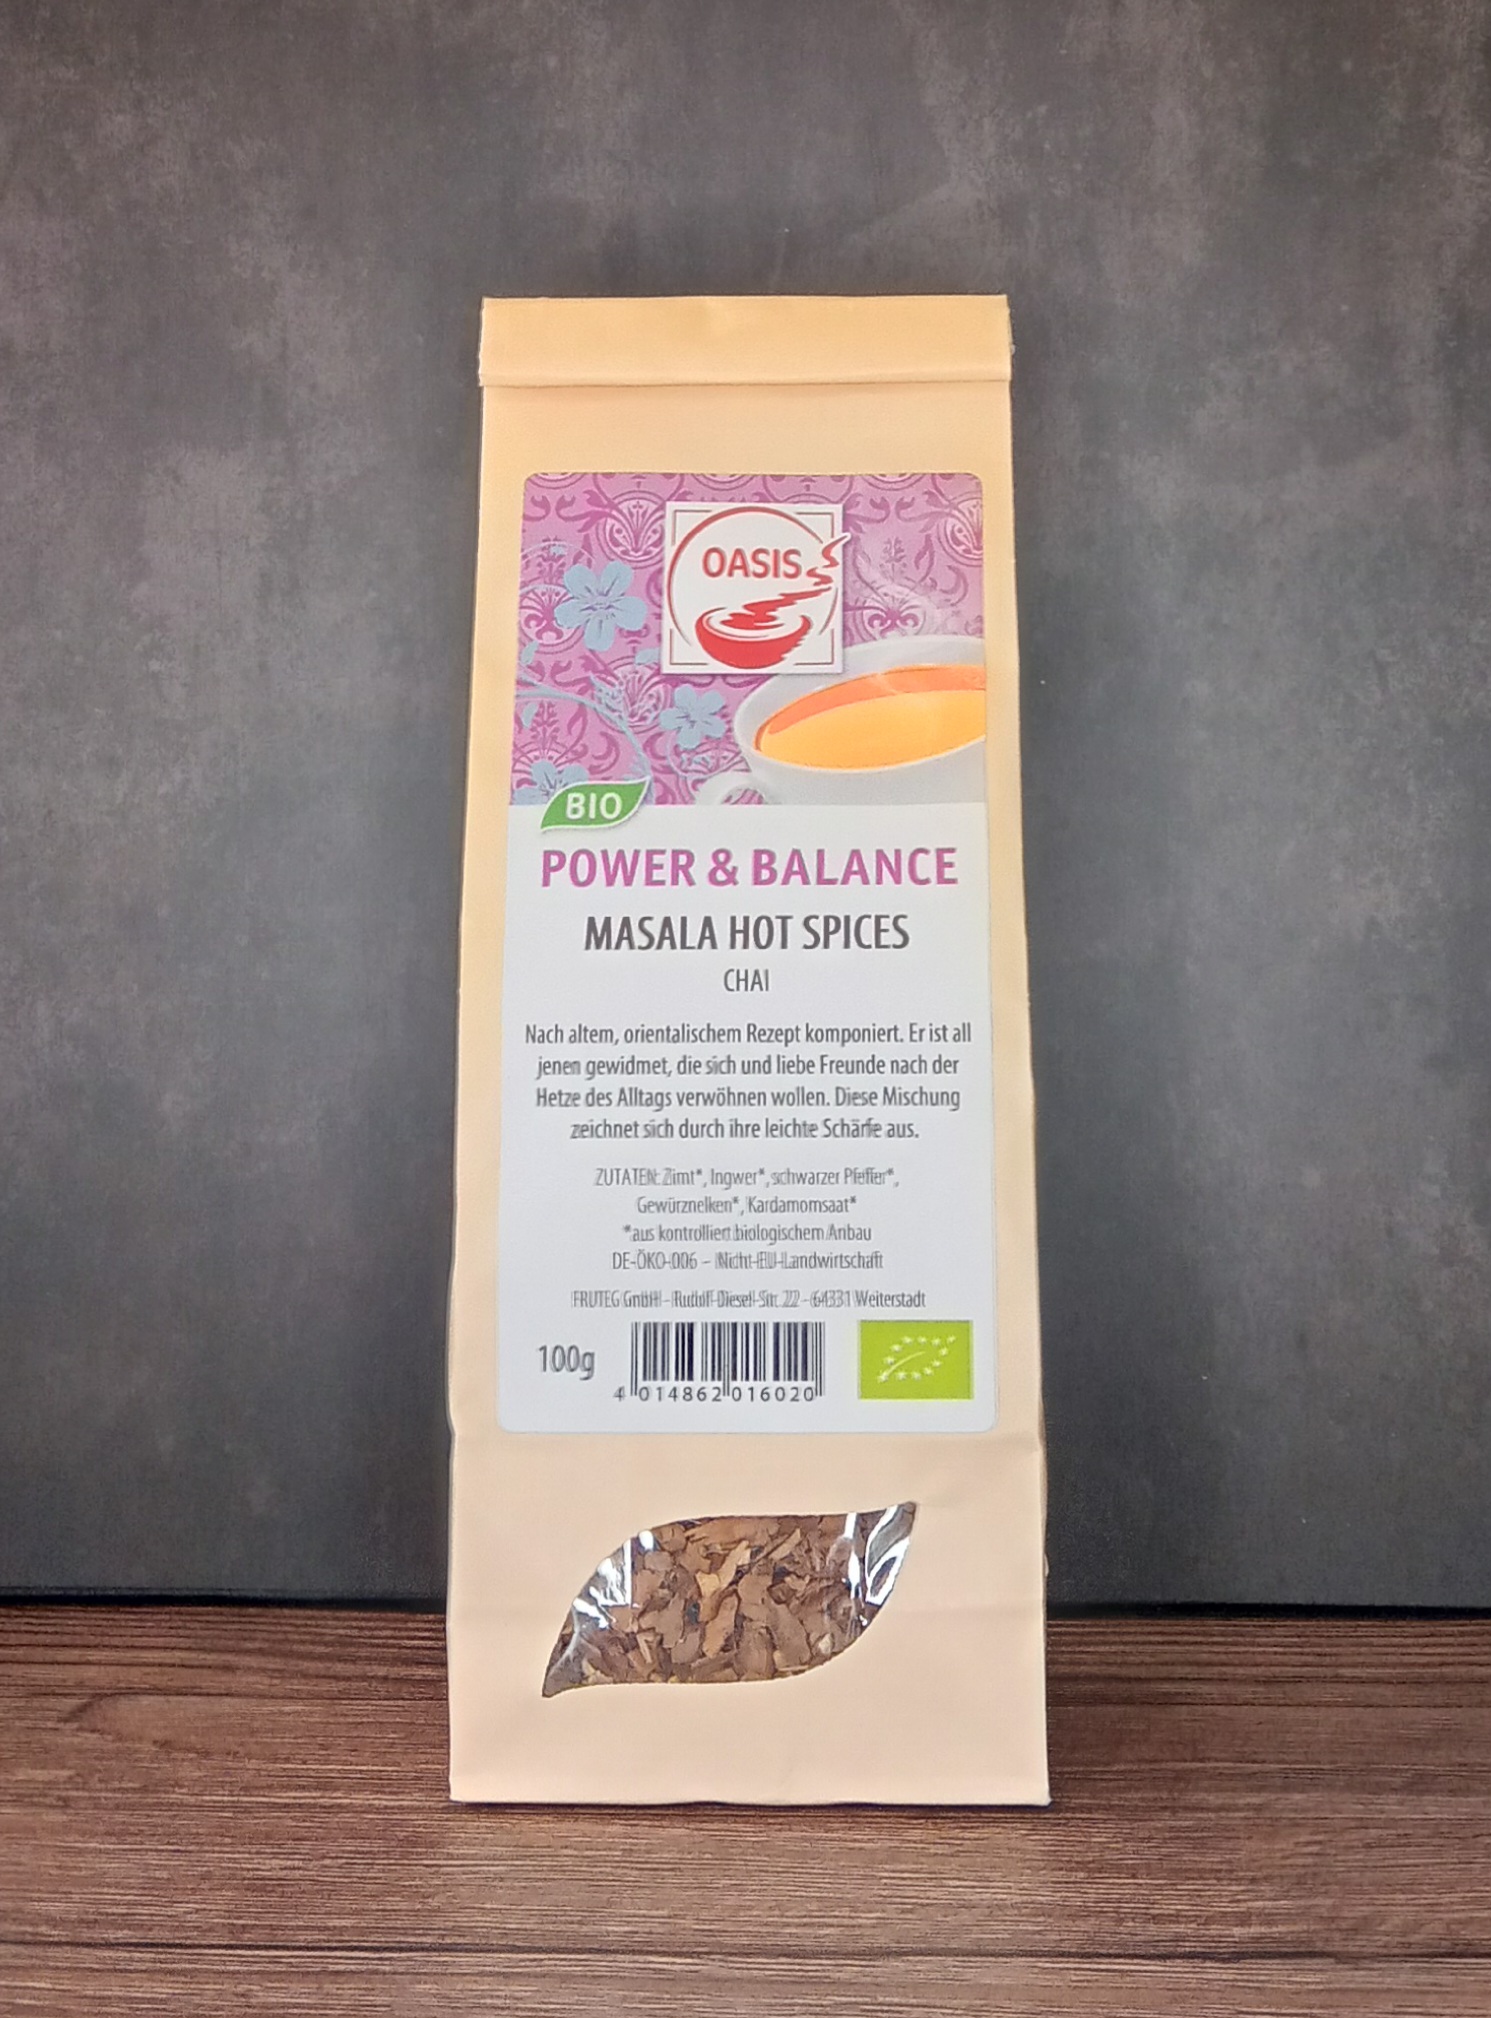 OASIS
BIO
POWER & BALANCE
MASALA HOT SPICES
CHAI
Nach altem, orientalischem Rezept komponiert. Er ist all
jenen gewidmet, die sich und liebe Freunde nach der
Hetze des Alltags verwöhnen wollen. Diese Mischung
zeichnet sich durch ihre leichte Schärfe aus.
ZUTATEN: Zimt*, Ingwer*, schwarzer Pfeffer*,
Gewürznelken*, Kardamomsaat*
*aus kontrolliert biologischem Anbau
DE-ÖKO-006 – Nicht-EU-Landwirtschaft
FRUTEG GmbH – Rudolf-Diesel-Str. 22 – 64331 Weiterstadt
100g
4 014862 016020